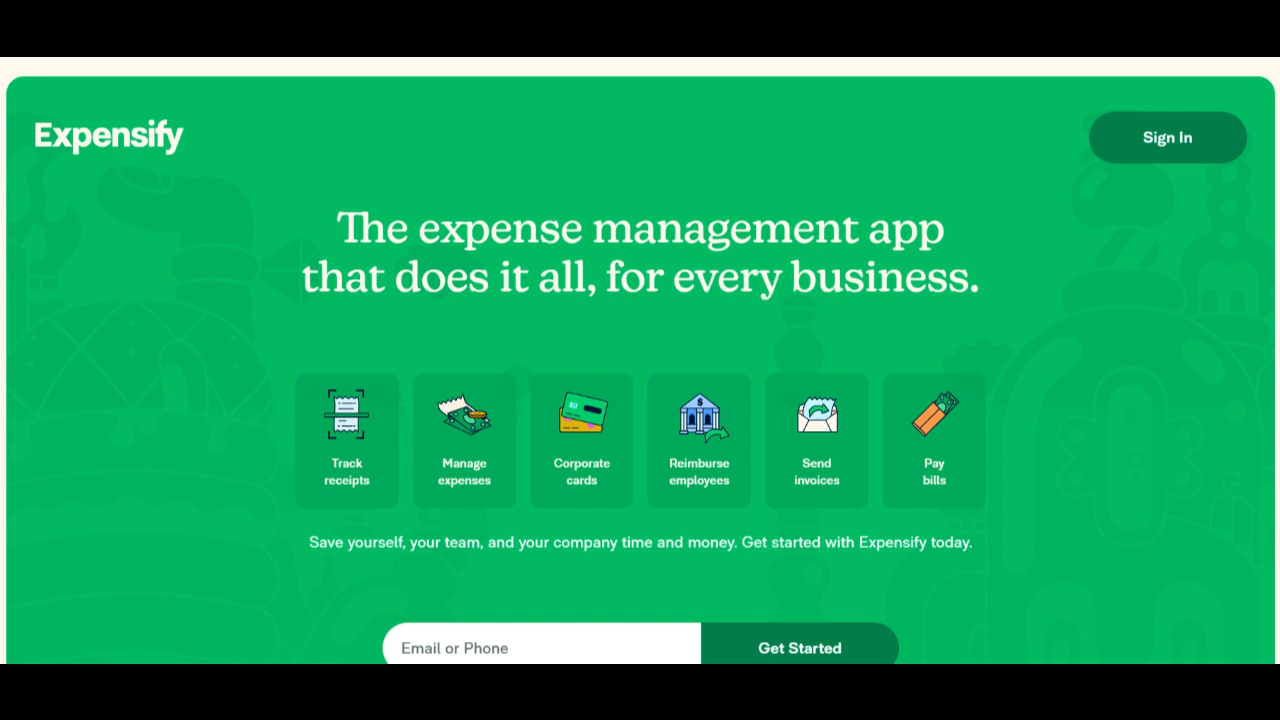 Expensify
Sign In
The expense management app
that does it all, for every business.
Track
receipts
Manage
expenses
Corporate
cards
$
Reimburse
employees
Send
invoices
Pay
bills
Save yourself, your team, and your company time and money. Get started with Expensify today.
Email or Phone
Get Started